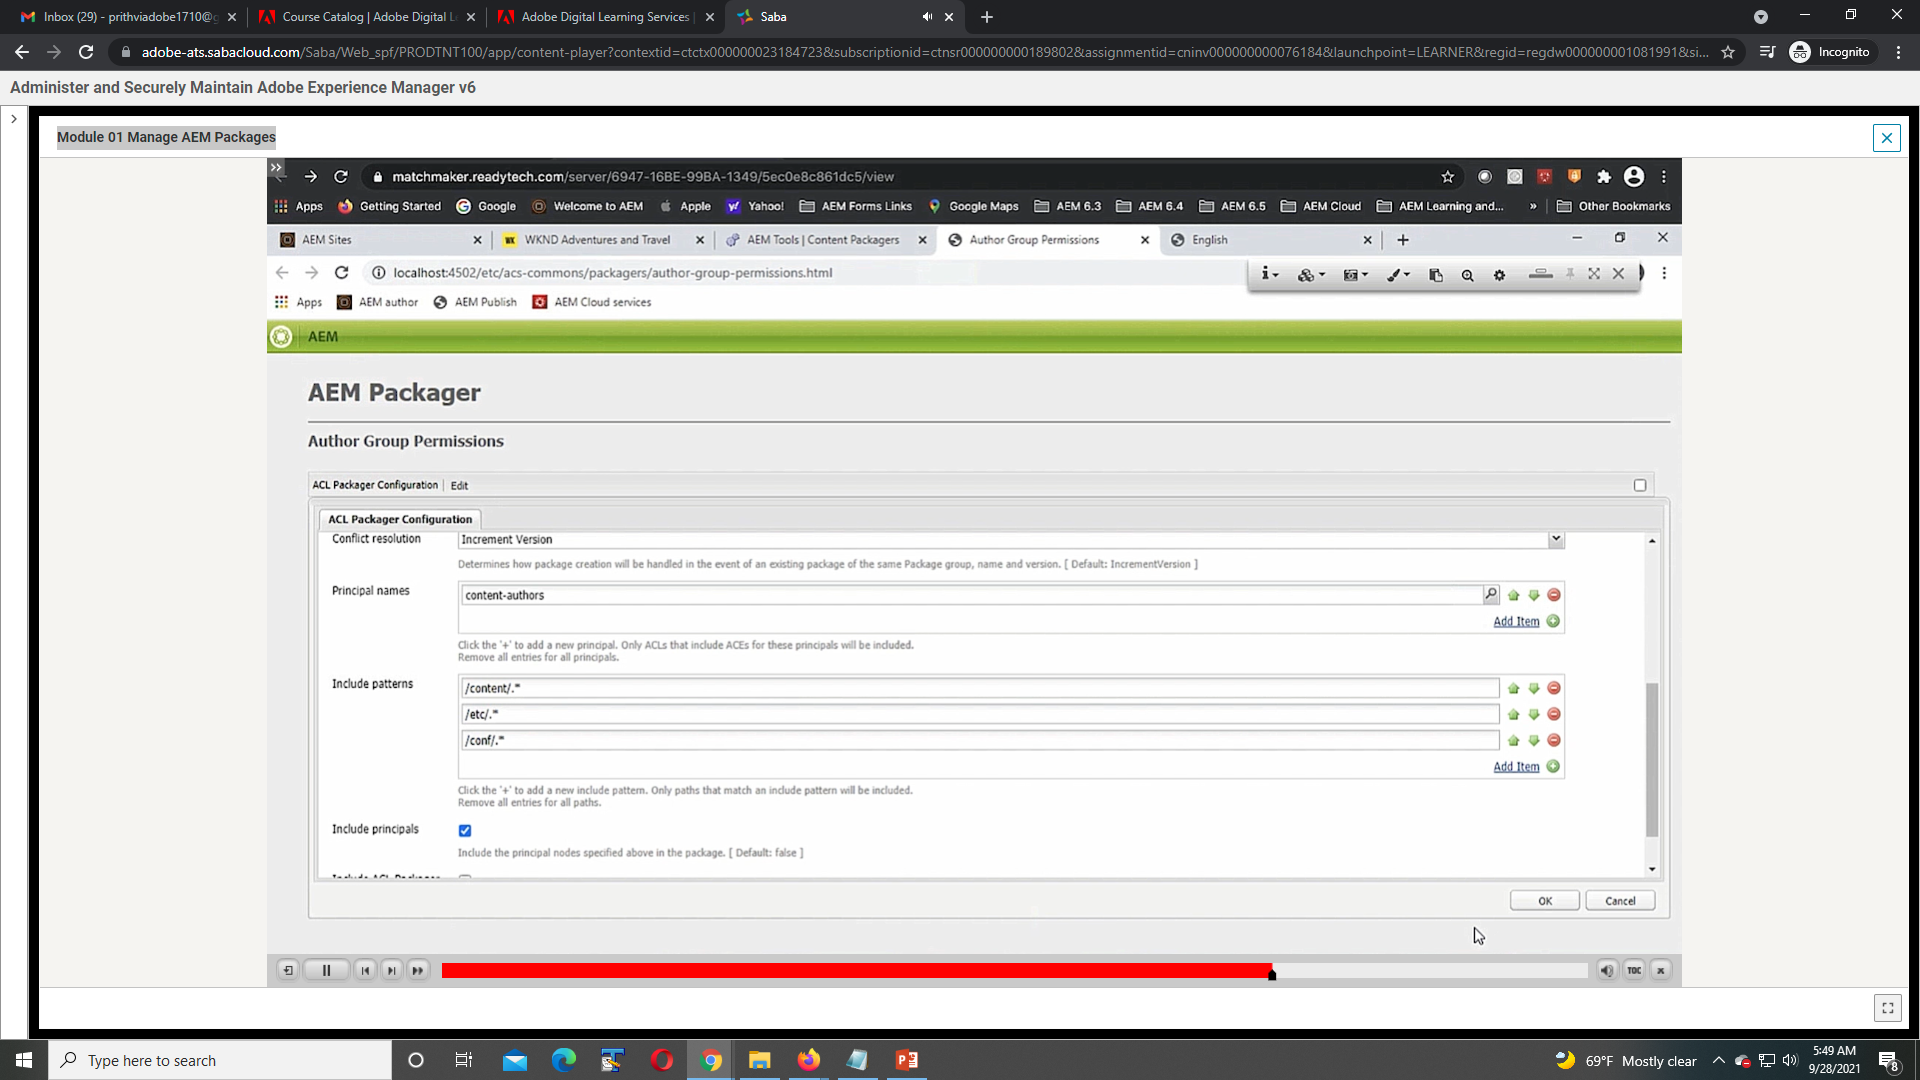 Inbox (29) - prithviadobe1710@g
Course Catalog | Adobe Digital L
Adobe Digital Learning Services
Saba
adobe-ats.sabacloud.com/Saba/Web_spf/PRODTNT100/app/content-player?contextid=ctctx000000023184723&subscriptionid=ctnsr0000000000189802&assignmentid=cninv000000000076184&launchpoint=LEARNER&regid=regdw000000001081991&si...
Incognito
Administer and Securely Maintain Adobe Experience Manager v6
Module 01 Manage AEM Packages
matchmaker.readytech.com/server/6947-16BE-99BA-1349/5ec0e8c861dc5/view
Apps
Getting Started
Google
Welcome to AEM
Apple
Yahoo!
AEM Forms Links
Google Maps
AEM 6.3
AEM 6.4
AEM 6.5
AEM Cloud
AEM Learning and...
»
Other Bookmarks
AEM Sites
WKND Adventures and Travel
AEM Tools | Content Packagers
Author Group Permissions
English
localhost:4502/etc/acs-commons/packagers/author-group-permissions.html
Apps
AEM author
AEM Publish
AEM Cloud services
AEM
AEM Packager
Author Group Permissions
ACL Packager Configuration | Edit
ACL Packager Configuration
Conflict resolution
Increment Version
Determines how package creation will be handled in the event of an existing package of the same Package group, name and version. [ Default: IncrementVersion ]
Principal names
content-authors
Add Item
Click the '+' to add a new principal. Only ACLs that include ACEs for these principals will be included.
Remove all entries for all principals.
Include patterns
/content/.*
/etc/.*
/conf/.*
Add Item
Click the '+' to add a new include pattern. Only paths that match an include pattern will be included.
Remove all entries for all paths.
Include principals
Include the principal nodes specified above in the package. [ Default: false ]
Include ACL Packager
OK
Cancel
TOC
Type here to search
69°F Mostly clear
5:49 AM
9/28/2021
8